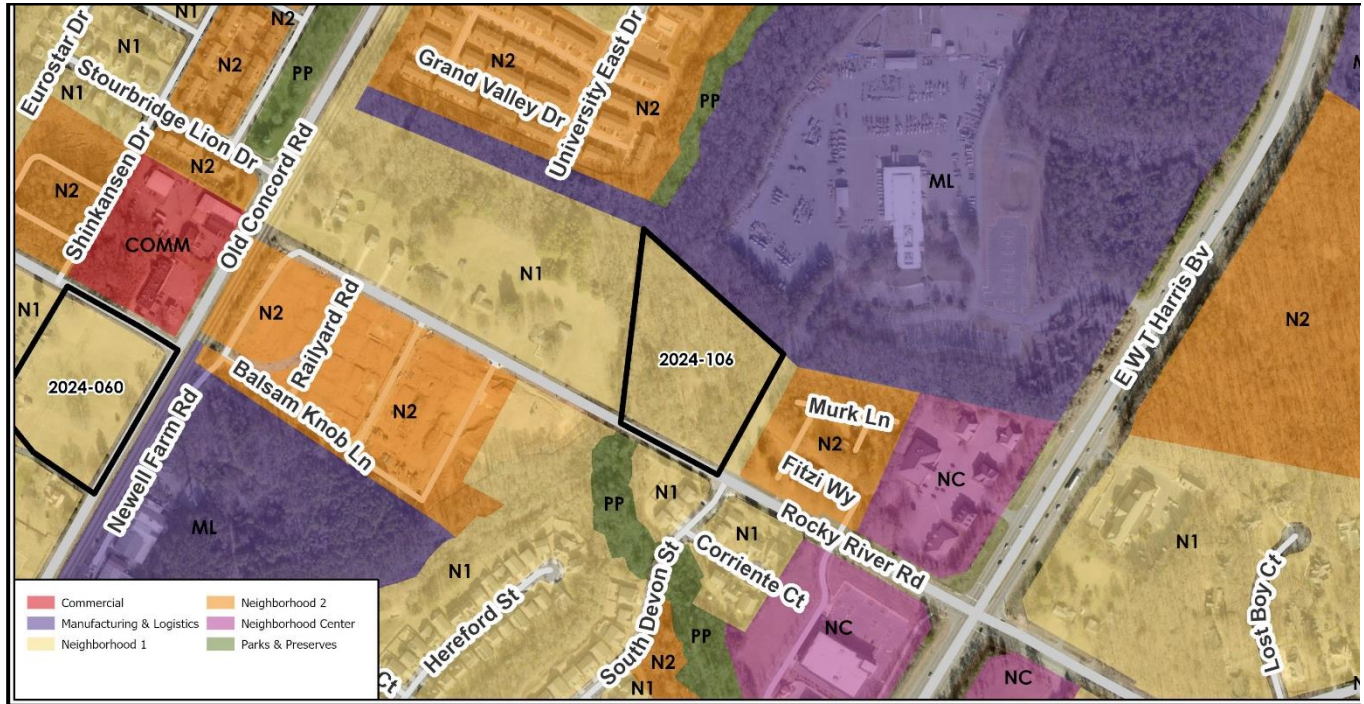 N1
N2
Eurostar Dr
N1
N2
PP
N1
Stourbridge Lion Dr
Shinkansen Dr
N2
N2
COMM
Old Concord Rd
N2
Grand Valley Dr
University East Dr
N2
PP
ML
E W.T Harris Bv
N2
N1
N1
2024-060
N2
Railyard Rd
Balsam Knob Ln
N2
Newell Farm Rd
ML
2024-106
Murk Ln
N2
Fitzi Wy
NC
Rocky River Rd
PP
N1
N1
Corriente Ct
South Devon St
N1
Hereford St
Ct
PP
N2
N1
NC
NC
N1
Lost Boy Ct
Commercial
Manufacturing & Logistics
Neighborhood 1
Neighborhood 2
Neighborhood Center
Parks & Preserves